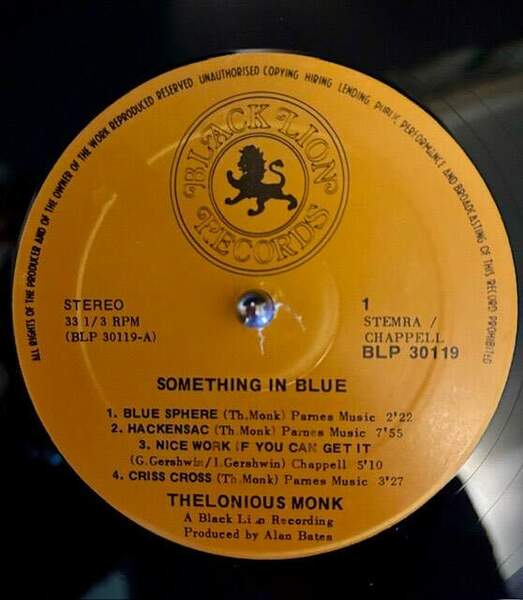 ALL RIGHTS OF THE PRODUCER AND OF THE OWNER OF THE WORK REPRODUCED RESERVED. UNAUTHORISED COPYING HIRING, LENDING, PUBLIC PERFORMANCE AND BROADCASTING OF THIS RECORD PROHIBITED
BLACK LION
RECORDS
STEREO
33 1/3 RPM
(BLP 30119-A)
1
STEMRA /
CHAPPELL
BLP 30119
SOMETHING IN BLUE
1. BLUE SPHERE (Th.Monk) Pames Music 2'22
2. HACKENSAC (Th.Monk) Pames Music 7'55
3. NICE WORK IF YOU CAN GET IT
(G.Gershwin/I.Gershwin) Chappell 5'10
4. CRISS CROSS (Th.Monk) Pames Music 3'27
THELONIOUS MONK
A Black Lion Recording
Produced by Alan Bates